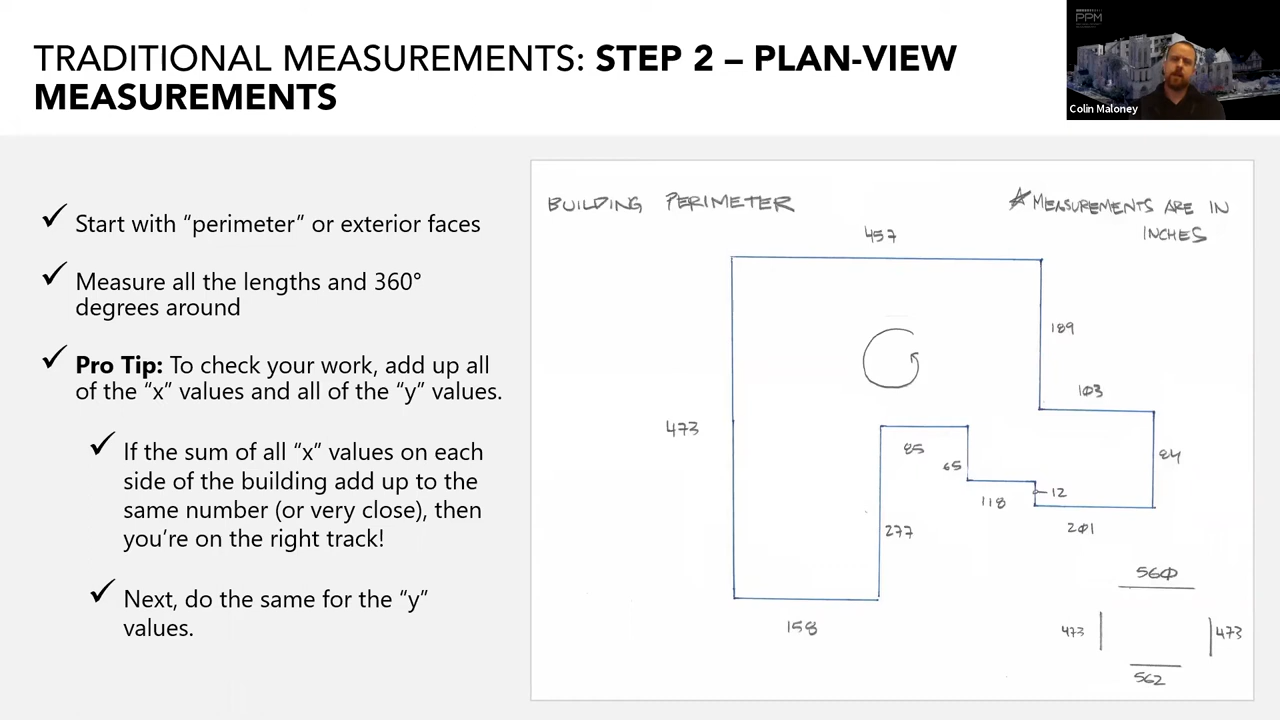 TRADITIONAL MEASUREMENTS: STEP 2 – PLAN-VIEW
MEASUREMENTS
PPM
Colin Maloney
✓ Start with “perimeter” or exterior faces
✓ Measure all the lengths and 360°
degrees around
✓ Pro Tip: To check your work, add up all
of the “x” values and all of the “y” values.
✓ If the sum of all “x” values on each
side of the building add up to the
same number (or very close), then
you’re on the right track!
✓ Next, do the same for the “y”
values.
BUILDING PERIMETER
* MEASUREMENTS ARE IN
INCHES
457
189
103
473
85
65
84
118
12
277
201
158
560
473
473
562